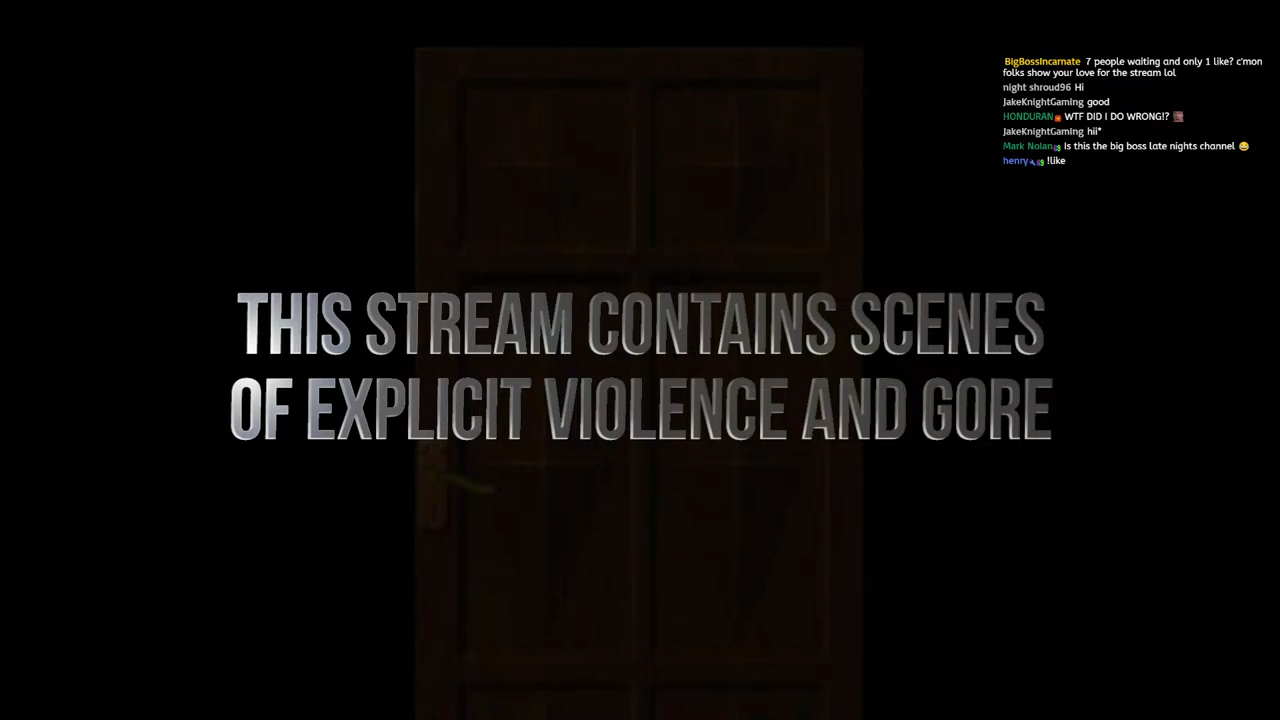 BigBossIncarnate 7 people waiting and only 1 like? c'mon
folks show your love for the stream lol
night shroud96 Hi
JakeKnightGaming good
HONDURAN WTF DID I DO WRONG!?
JakeKnightGaming hii*
Mark Nolan Is this the big boss late nights channel 😂
henry !like
THIS STREAM CONTAINS SCENES
OF EXPLICIT VIOLENCE AND GORE